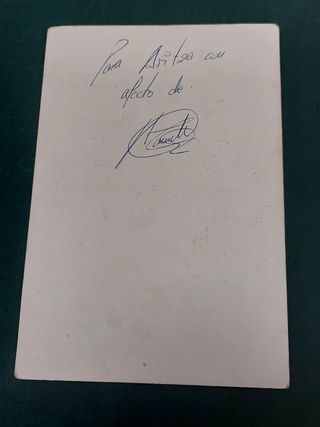 Para Aritza con
afecto de.